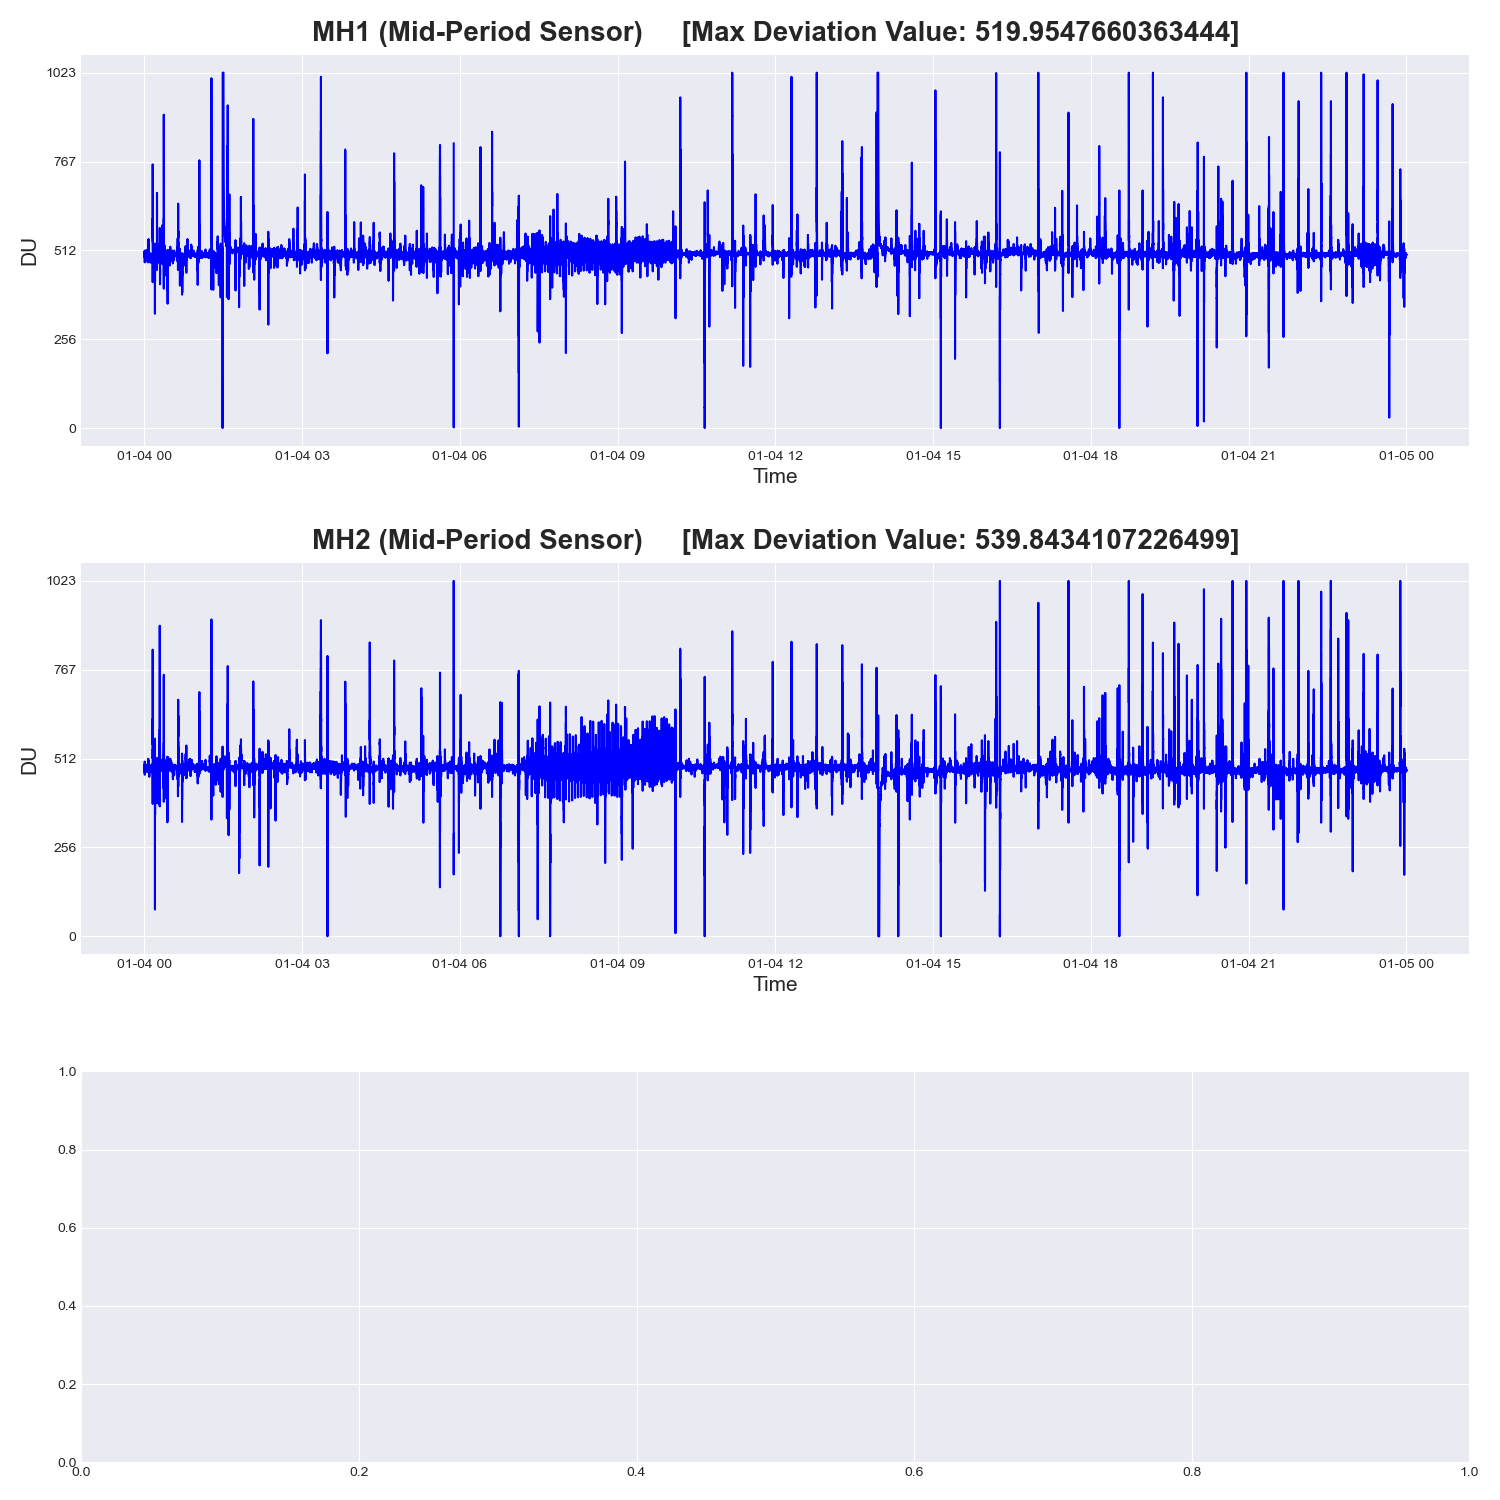 MH1 (Mid-Period Sensor) [Max Deviation Value: 519.9547660363444]
1023
767
512
256
0
DU
01-04 00 01-04 03 01-04 06 01-04 09 01-04 12 01-04 15 01-04 18 01-04 21 01-05 00
Time
MH2 (Mid-Period Sensor) [Max Deviation Value: 539.8434107226499]
1023
767
512
256
0
DU
01-04 00 01-04 03 01-04 06 01-04 09 01-04 12 01-04 15 01-04 18 01-04 21 01-05 00
Time
1.0
0.8
0.6
0.4
0.2
0.0
0.0 0.2 0.4 0.6 0.8 1.0